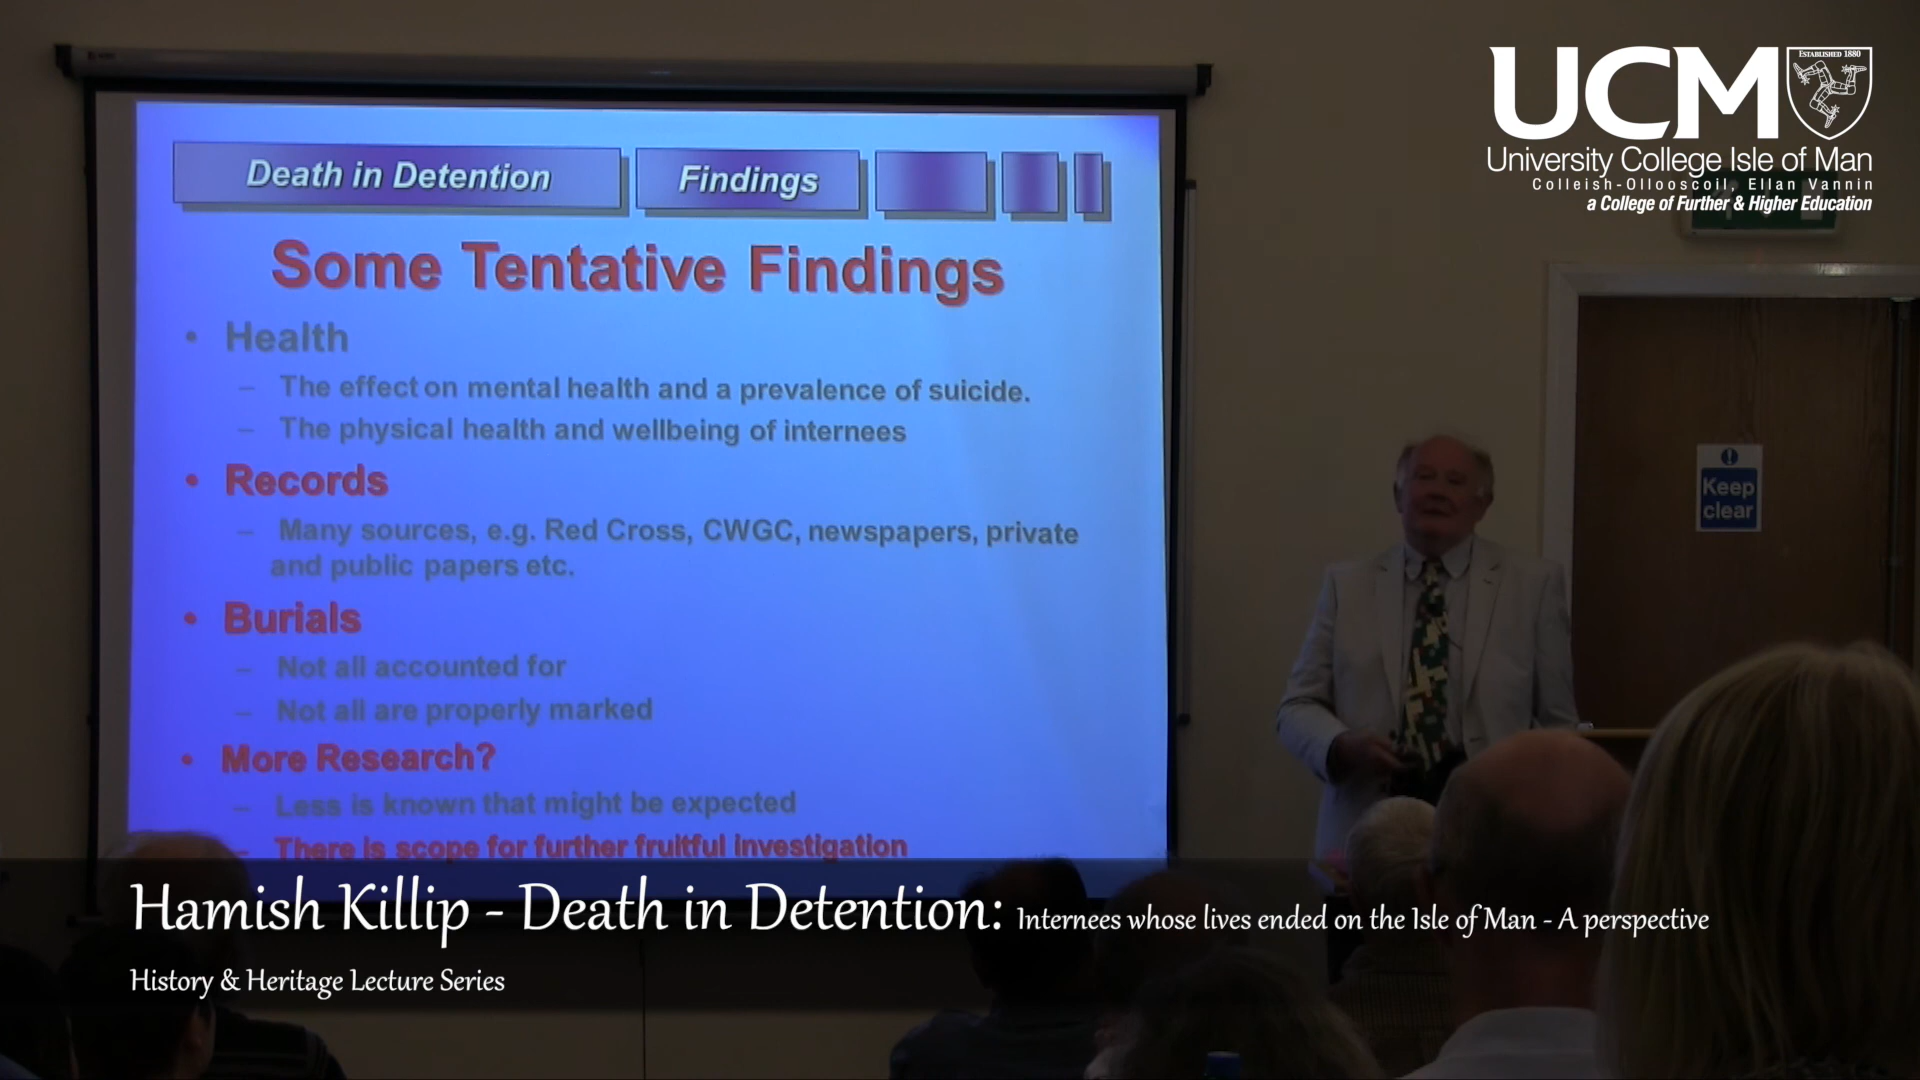 Death in Detention
Findings
Some Tentative Findings
• Health
– The effect on mental health and a prevalence of suicide.
– The physical health and wellbeing of internees
• Records
– Many sources, e.g. Red Cross, CWGC, newspapers, private
and public papers etc.
• Burials
– Not all accounted for
– Not all are properly marked
• More Research?
– Less is known that might be expected
– There is scope for further fruitful investigation
UCM
ESTABLISHED 1880
University College Isle of Man
Colleish-Ollooscoil, Ellan Vannin
a College of Further & Higher Education
Keep
clear
Hamish Killip - Death in Detention: Internees whose lives ended on the Isle of Man - A perspective
History & Heritage Lecture Series